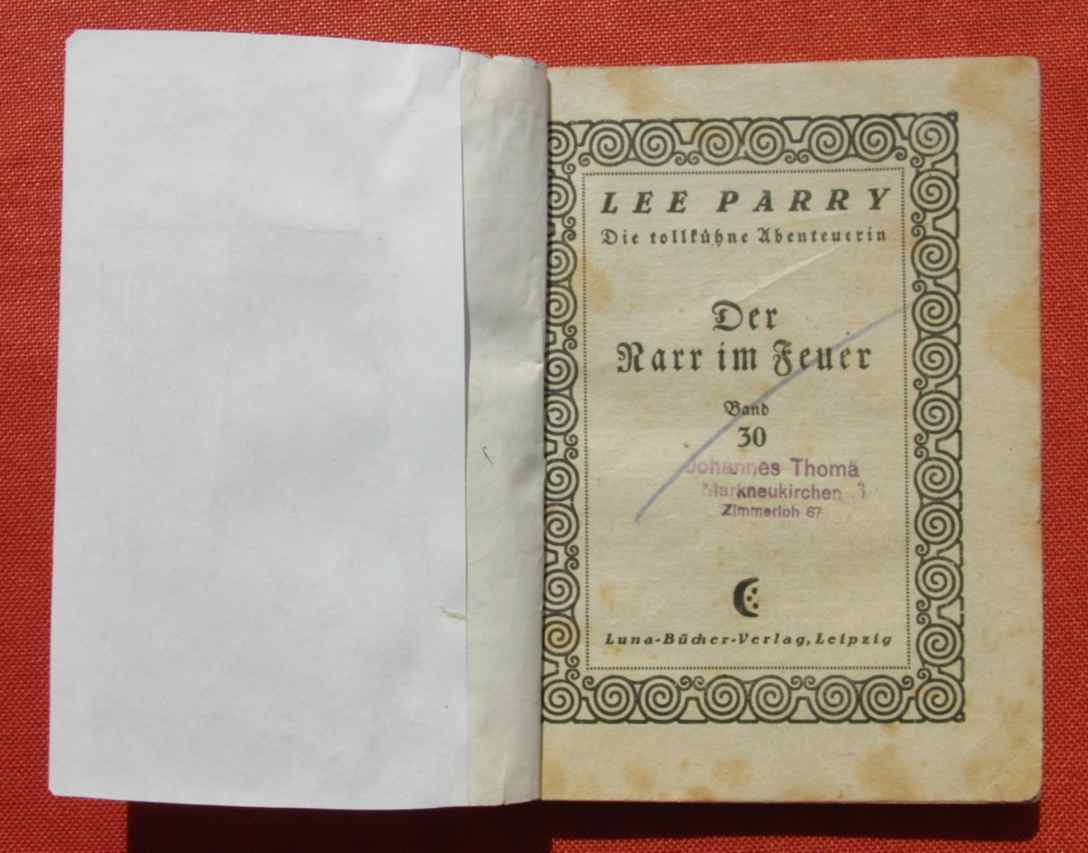 LEE PARRY
Die tollkühne Abenteuerin
Der
Narr im Feuer
Band
30
Johannes Thomä
Markneukirchen 1
Zimmerloh 67
Luna-Bücher-Verlag, Leipzig